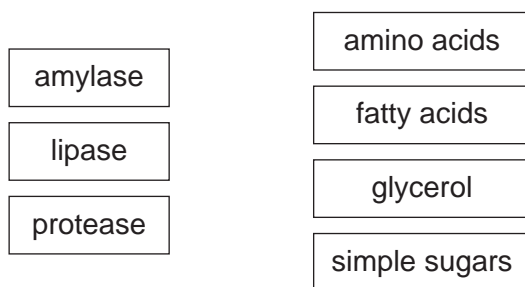 amylase
lipase
protease
amino acids
fatty acids
glycerol
simple sugars